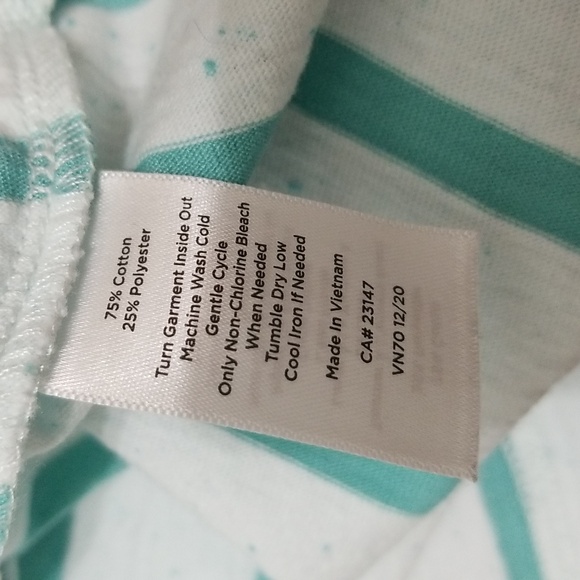 75% Cotton
25% Polyester
Turn Garment Inside Out
Machine Wash Cold
Gentle Cycle
Only Non-Chlorine Bleach
When Needed
Tumble Dry Low
Cool Iron If Needed
Made In Vietnam
CA# 23147
VN70 12/20